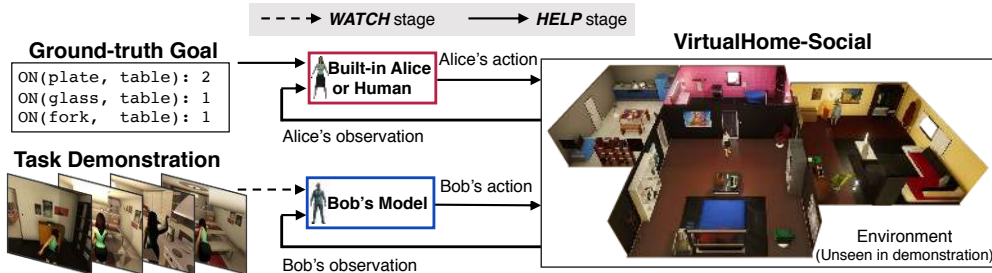 WATCH stage
HELP stage
Ground-truth Goal
ON(plate, table): 2
ON(glass, table): 1
ON(fork, table): 1
Built-in Alice
or Human
Alice's action
Alice's observation
VirtualHome-Social
Task Demonstration
Bob's Model
Bob's action
Bob's observation
Environment
(Unseen in demonstration)